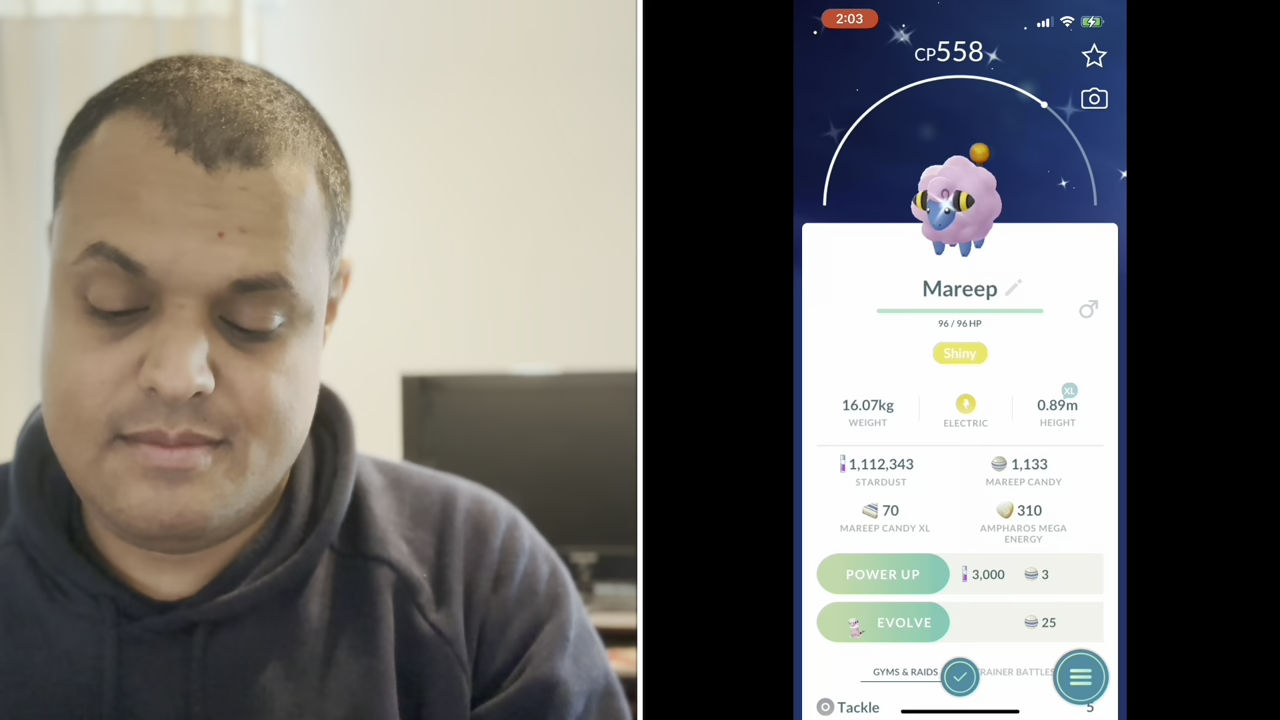 2:03
CP558
Mareep
96 / 96 HP
Shiny
16.07kg
WEIGHT
ELECTRIC
XL
0.89m
HEIGHT
1,112,343
STARDUST
1,133
MAREEP CANDY
70
MAREEP CANDY XL
310
AMPHAROS MEGA
ENERGY
POWER UP
3,000
3
EVOLVE
25
GYMS & RAIDS
TRAINER BATTLES
Tackle
5